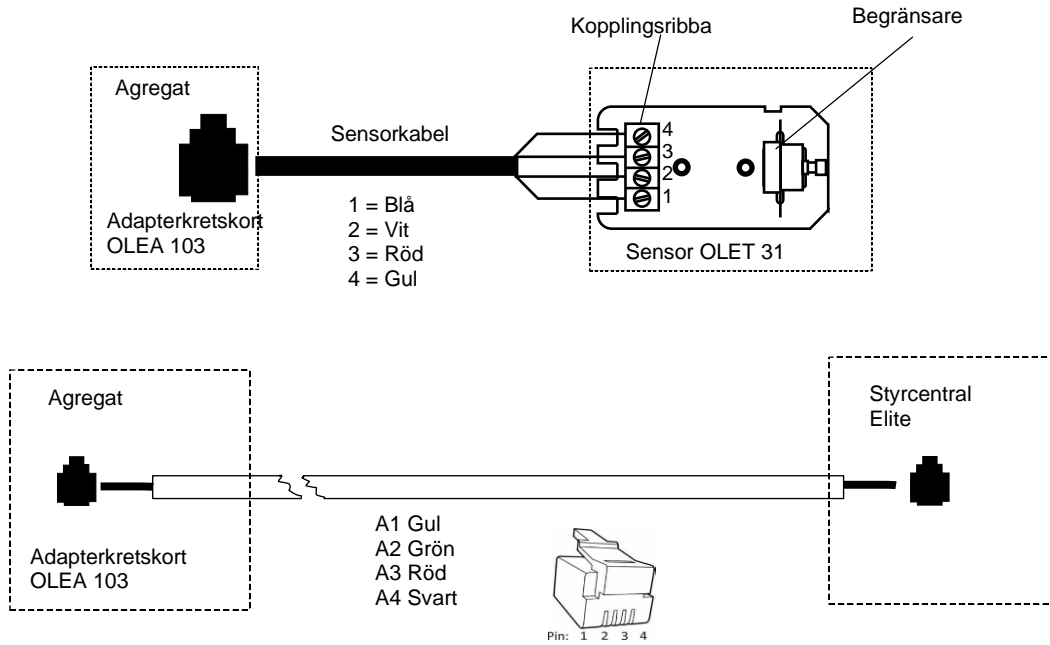 Kopplingsribba
Begränsare
Agregat
Sensorkabel
4
3
2
1
Adapterkretskort
OLEA 103
1 = Blå
2 = Vit
3 = Röd
4 = Gul
Sensor OLET 31
Agregat
Styrcentral
Elite
Adapterkretskort
OLEA 103
A1 Gul
A2 Grön
A3 Röd
A4 Svart
Pin: 1 2 3 4